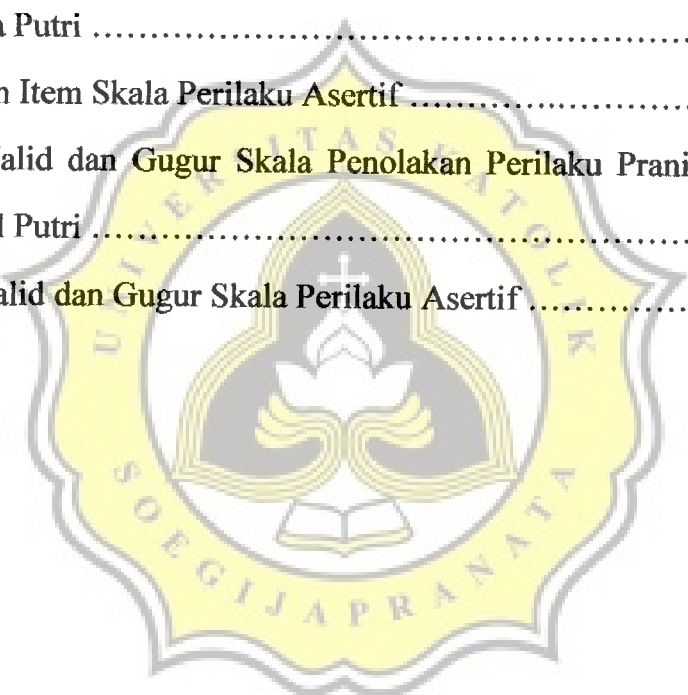 a Putri ..........................................................
n Item Skala Perilaku Asertif ..............................
alid dan Gugur Skala Penolakan Perilaku Prani
l Putri ..........................................................
alid dan Gugur Skala Perilaku Asertif .................
UNIVERSITAS KATOLIK
SOEGIJAPRANATA